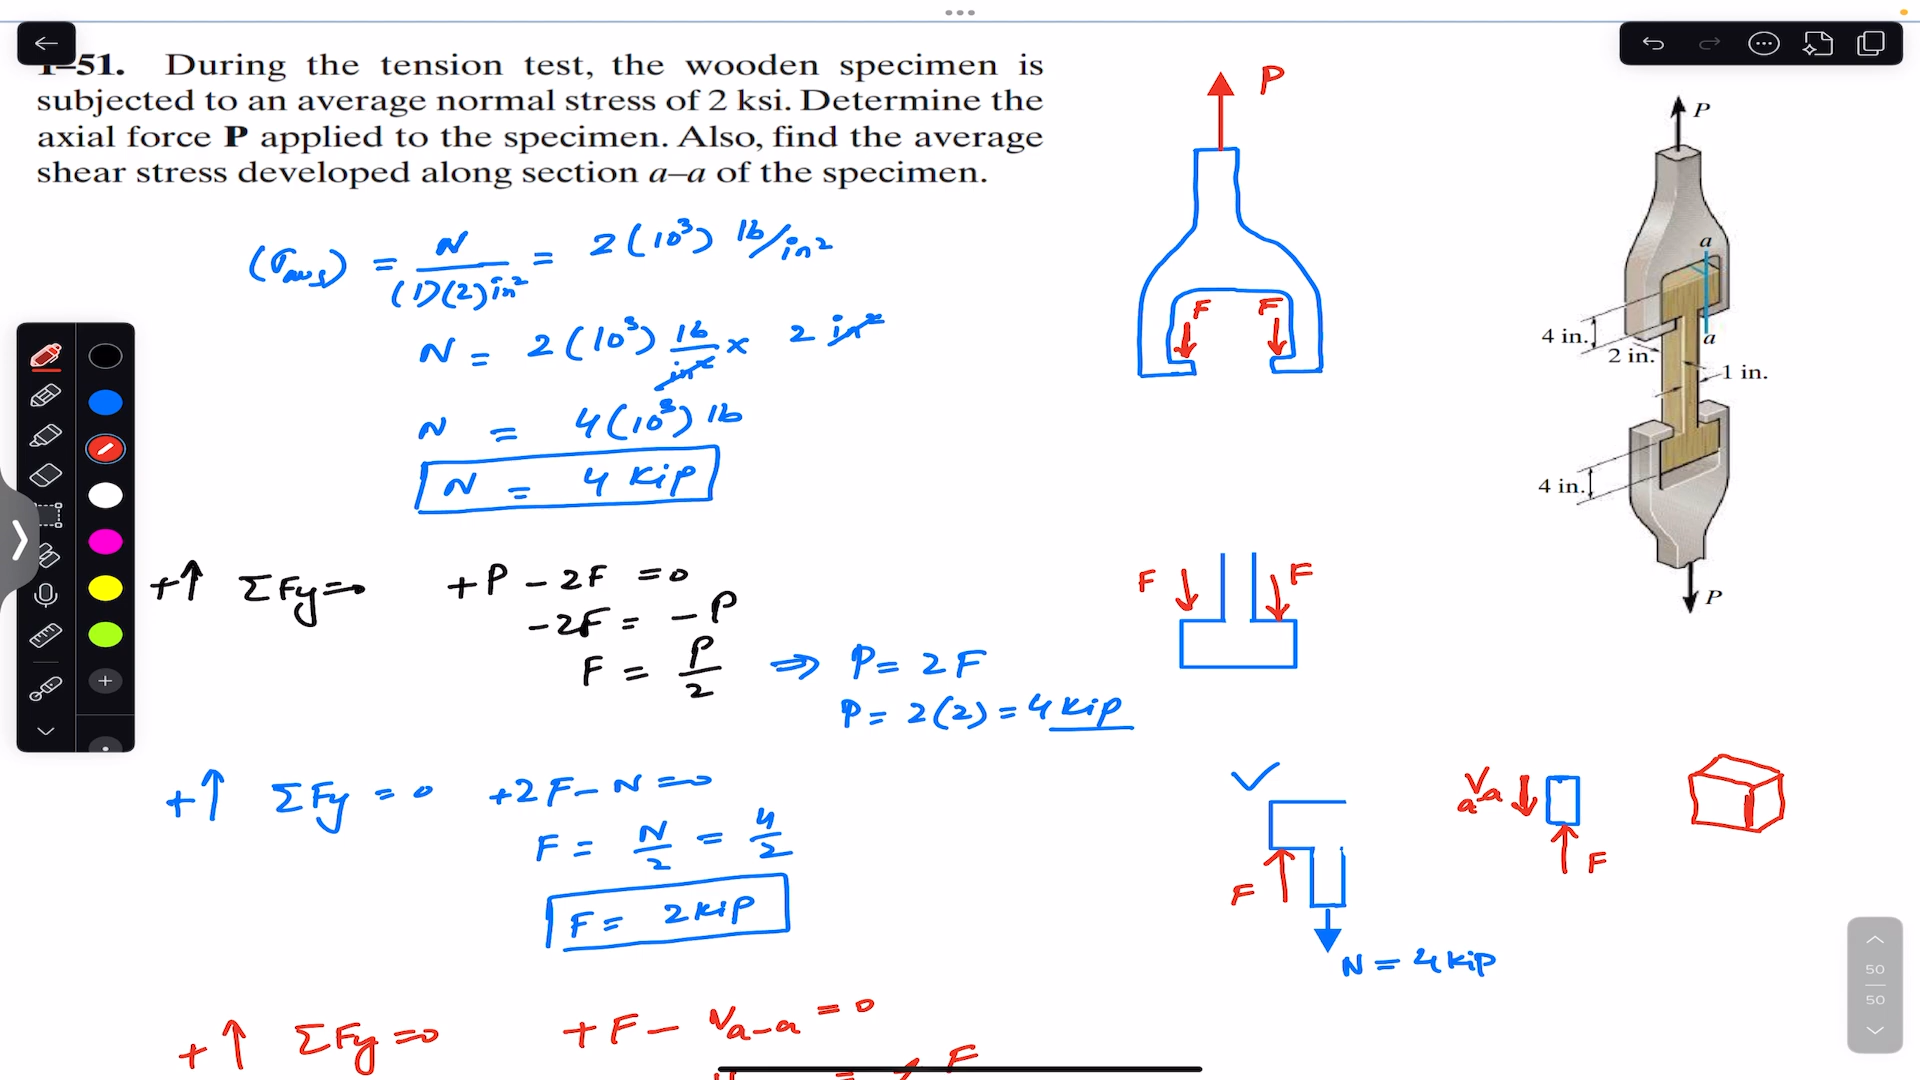 1–51. During the tension test, the wooden specimen is
subjected to an average normal stress of 2 ksi. Determine the
axial force P applied to the specimen. Also, find the average
shear stress developed along section a–a of the specimen.
(σavg) = N / (1)(2)in² = 2(10³) lb/in²
N = 2(10³) lb/in² × 2 in²
N = 4(10³) lb
N = 4 kip
+↑ ΣFy=0 +P − 2F = 0
−2F = −P
F = P/2 ⇒ P = 2F
P = 2(2) = 4 kip
+↑ ΣFy = 0 +2F − N = 0
F = N/2 = 4/2
F = 2 kip
+↑ ΣFy = 0 +F − Va-a = 0
= F
P
F F
F F
F
N = 4 kip
Va-a
F
P
a
4 in.
2 in.
a
1 in.
4 in.
P
50
50